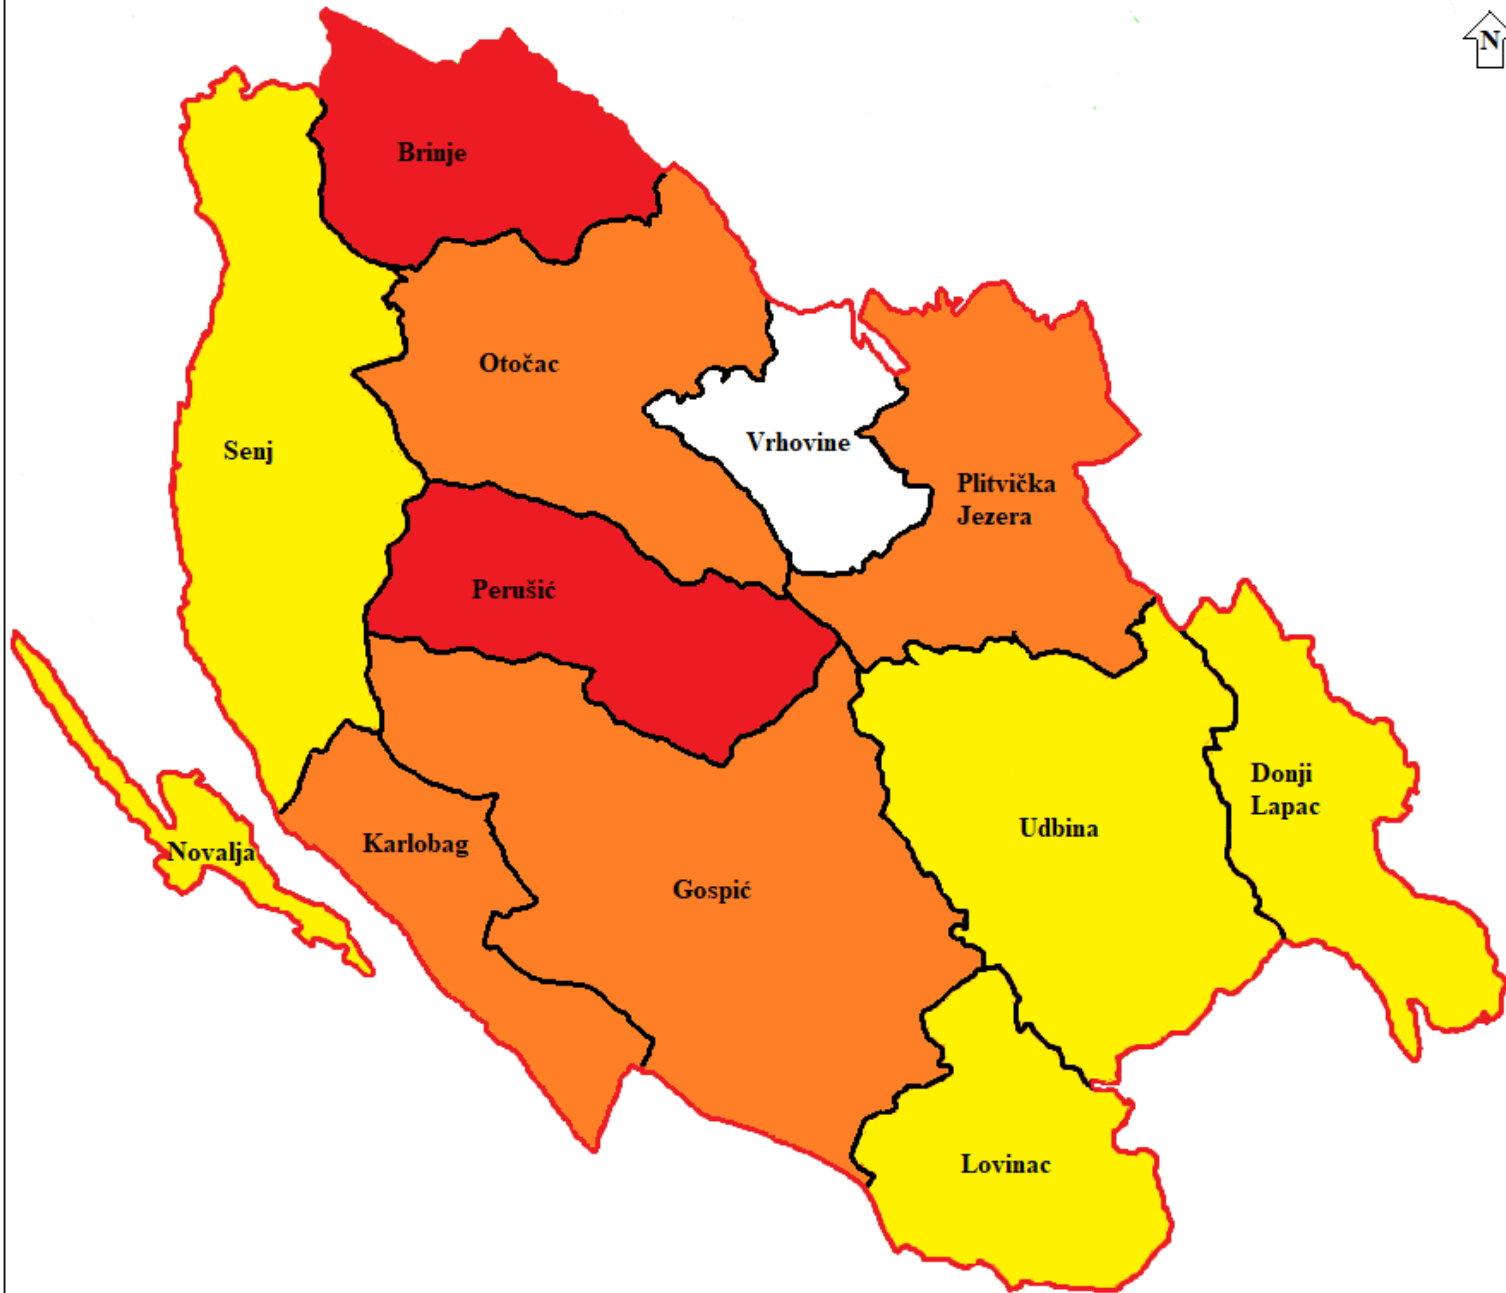 N
Brinje
Otočac
Vrhovine
Senj
Plitvička
Jezera
Perušić
Donji
Lapac
Udbina
Karlobag
Novalja
Gospić
Lovinac